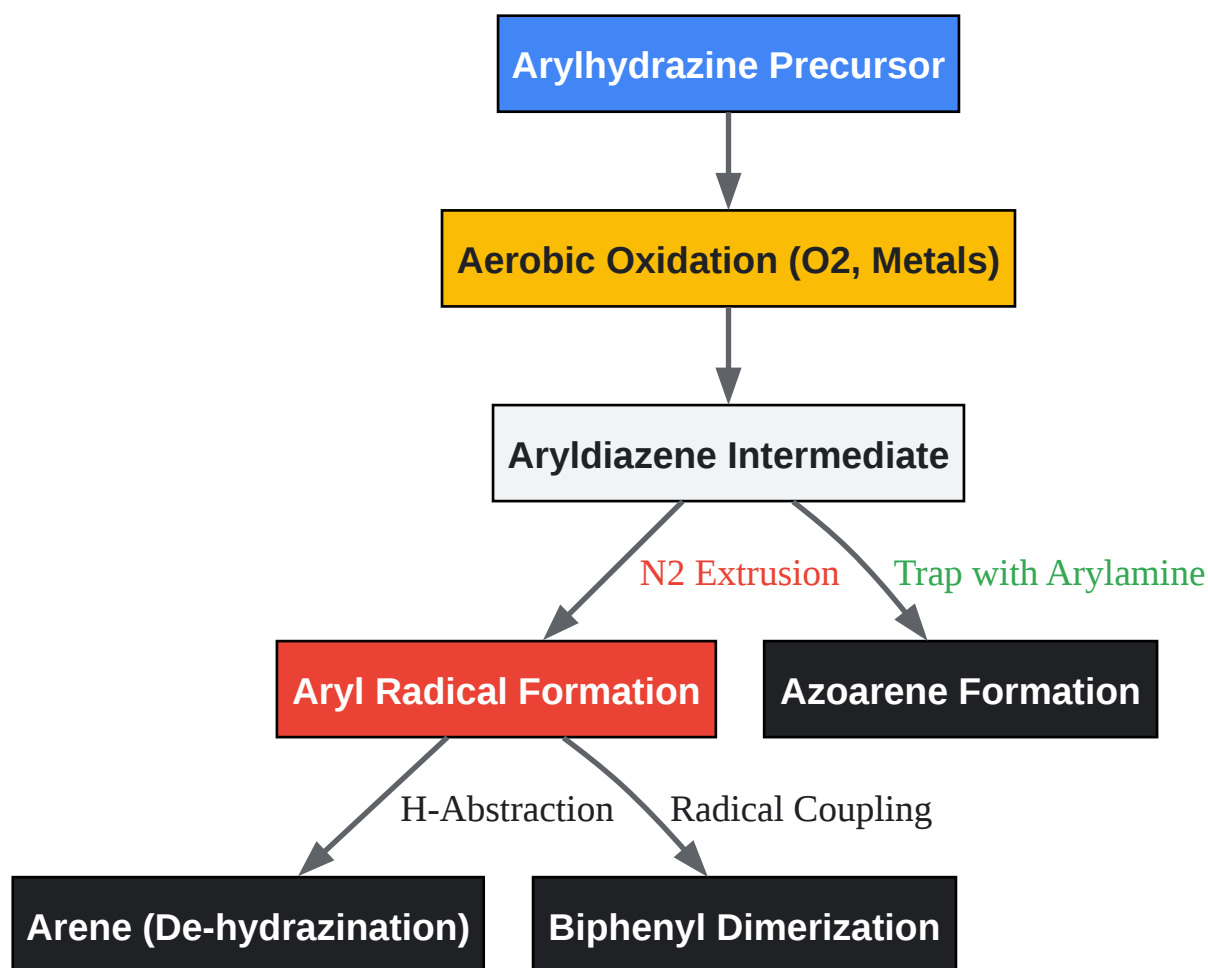 Arylhydrazine Precursor
Aerobic Oxidation (O2, Metals)
Aryldiazene Intermediate
N2 Extrusion
Trap with Arylamine
Aryl Radical Formation
Azoarene Formation
H-Abstraction
Radical Coupling
Arene (De-hydrazination)
Biphenyl Dimerization